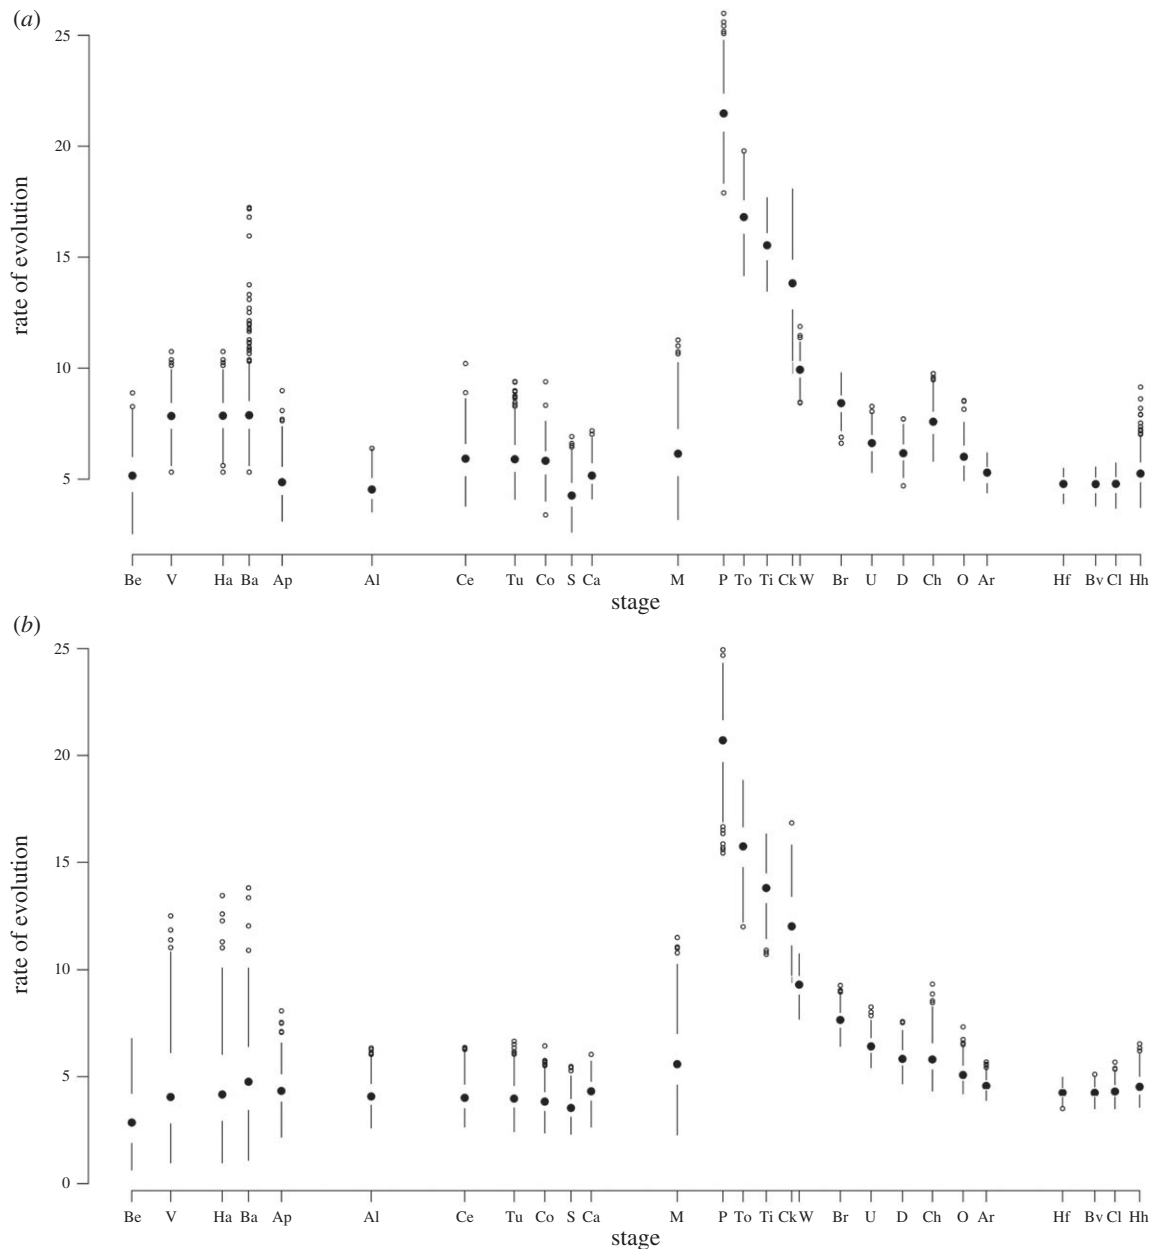 (a)
25
20
15
10
5
rate of evolution
Be V Ha Ba Ap Al Ce Tu Co S Ca M P To Ti Ck W Br U D Ch O Ar Hf Bv Cl Hh
stage
(b)
25
20
15
10
5
0
rate of evolution
Be V Ha Ba Ap Al Ce Tu Co S Ca M P To Ti Ck W Br U D Ch O Ar Hf Bv Cl Hh
stage